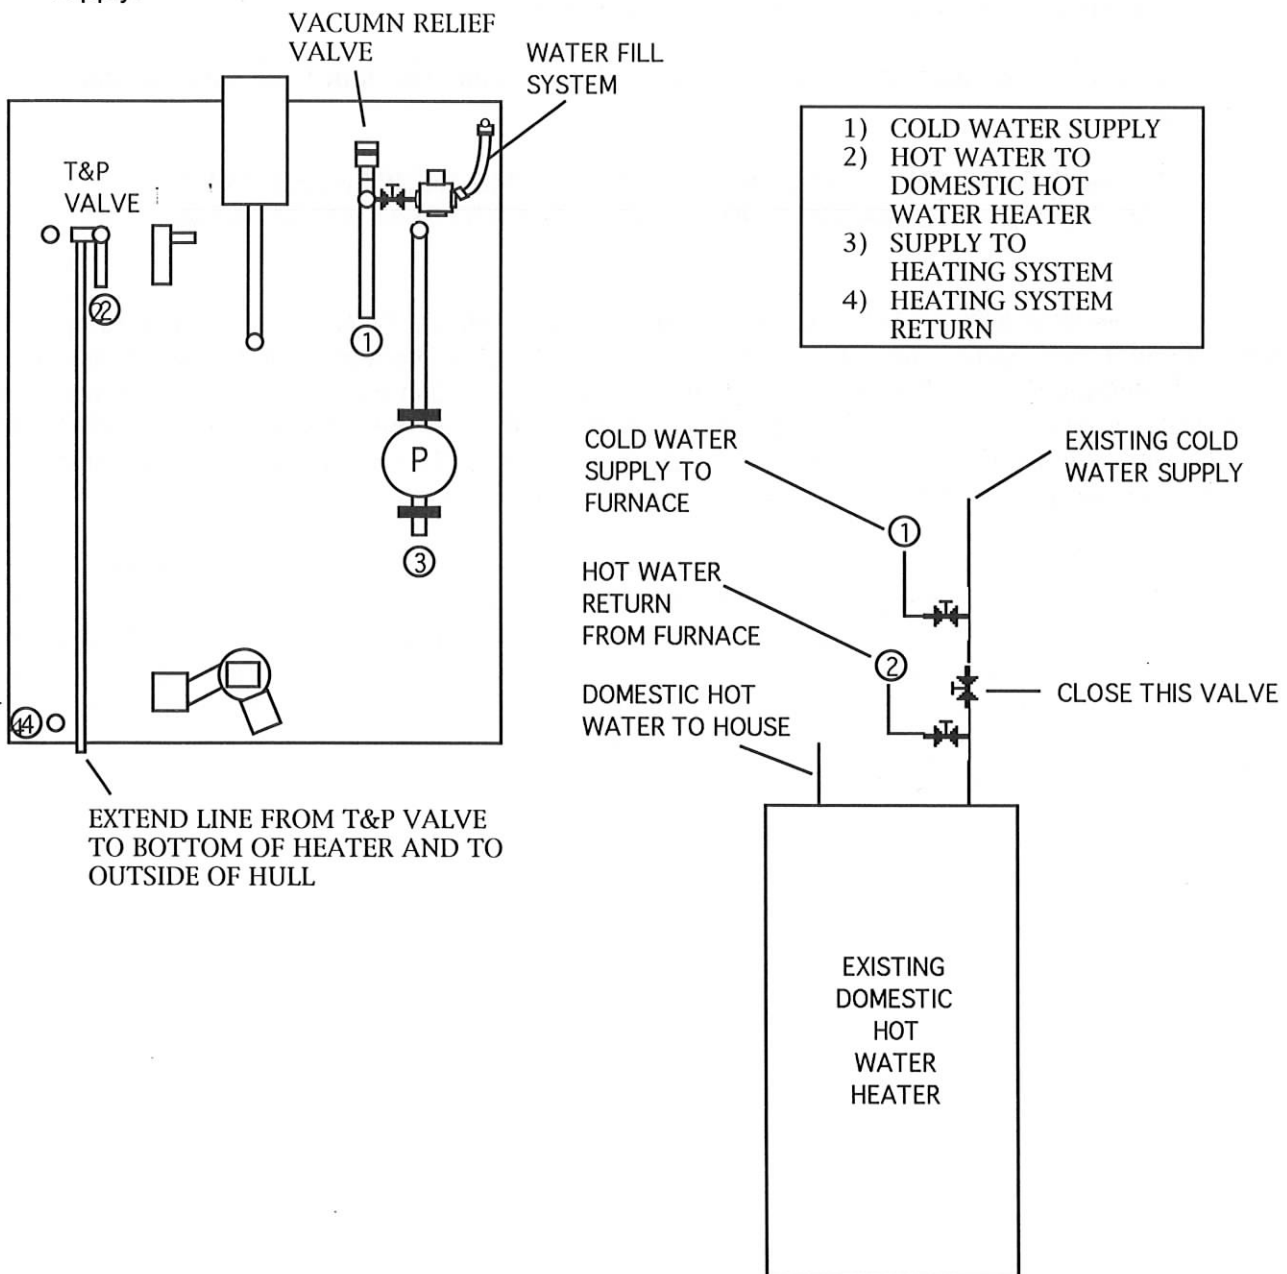 VACUMN RELIEF
VALVE
WATER FILL
SYSTEM
T&P
VALVE
22
1
P
3
44
EXTEND LINE FROM T&P VALVE
TO BOTTOM OF HEATER AND TO
OUTSIDE OF HULL
1) COLD WATER SUPPLY
2) HOT WATER TO
DOMESTIC HOT
WATER HEATER
3) SUPPLY TO
HEATING SYSTEM
4) HEATING SYSTEM
RETURN
COLD WATER
SUPPLY TO
FURNACE
EXISTING COLD
WATER SUPPLY
1
HOT WATER
RETURN
FROM FURNACE
2
CLOSE THIS VALVE
DOMESTIC HOT
WATER TO HOUSE
EXISTING
DOMESTIC
HOT
WATER
HEATER